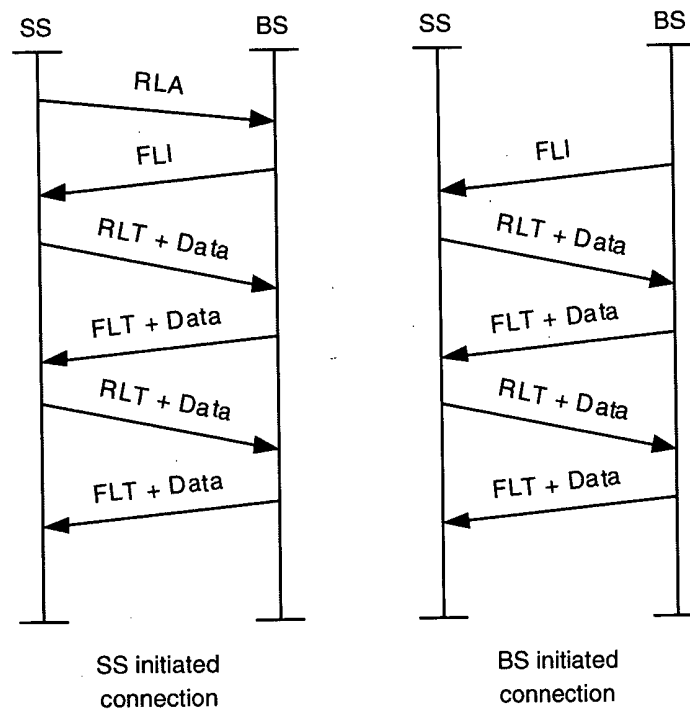 SS
BS
RLA
FLI
RLT + Data
FLT + Data
RLT + Data
FLT + Data
SS initiated
connection
SS
BS
FLI
RLT + Data
FLT + Data
RLT + Data
FLT + Data
BS initiated
connection